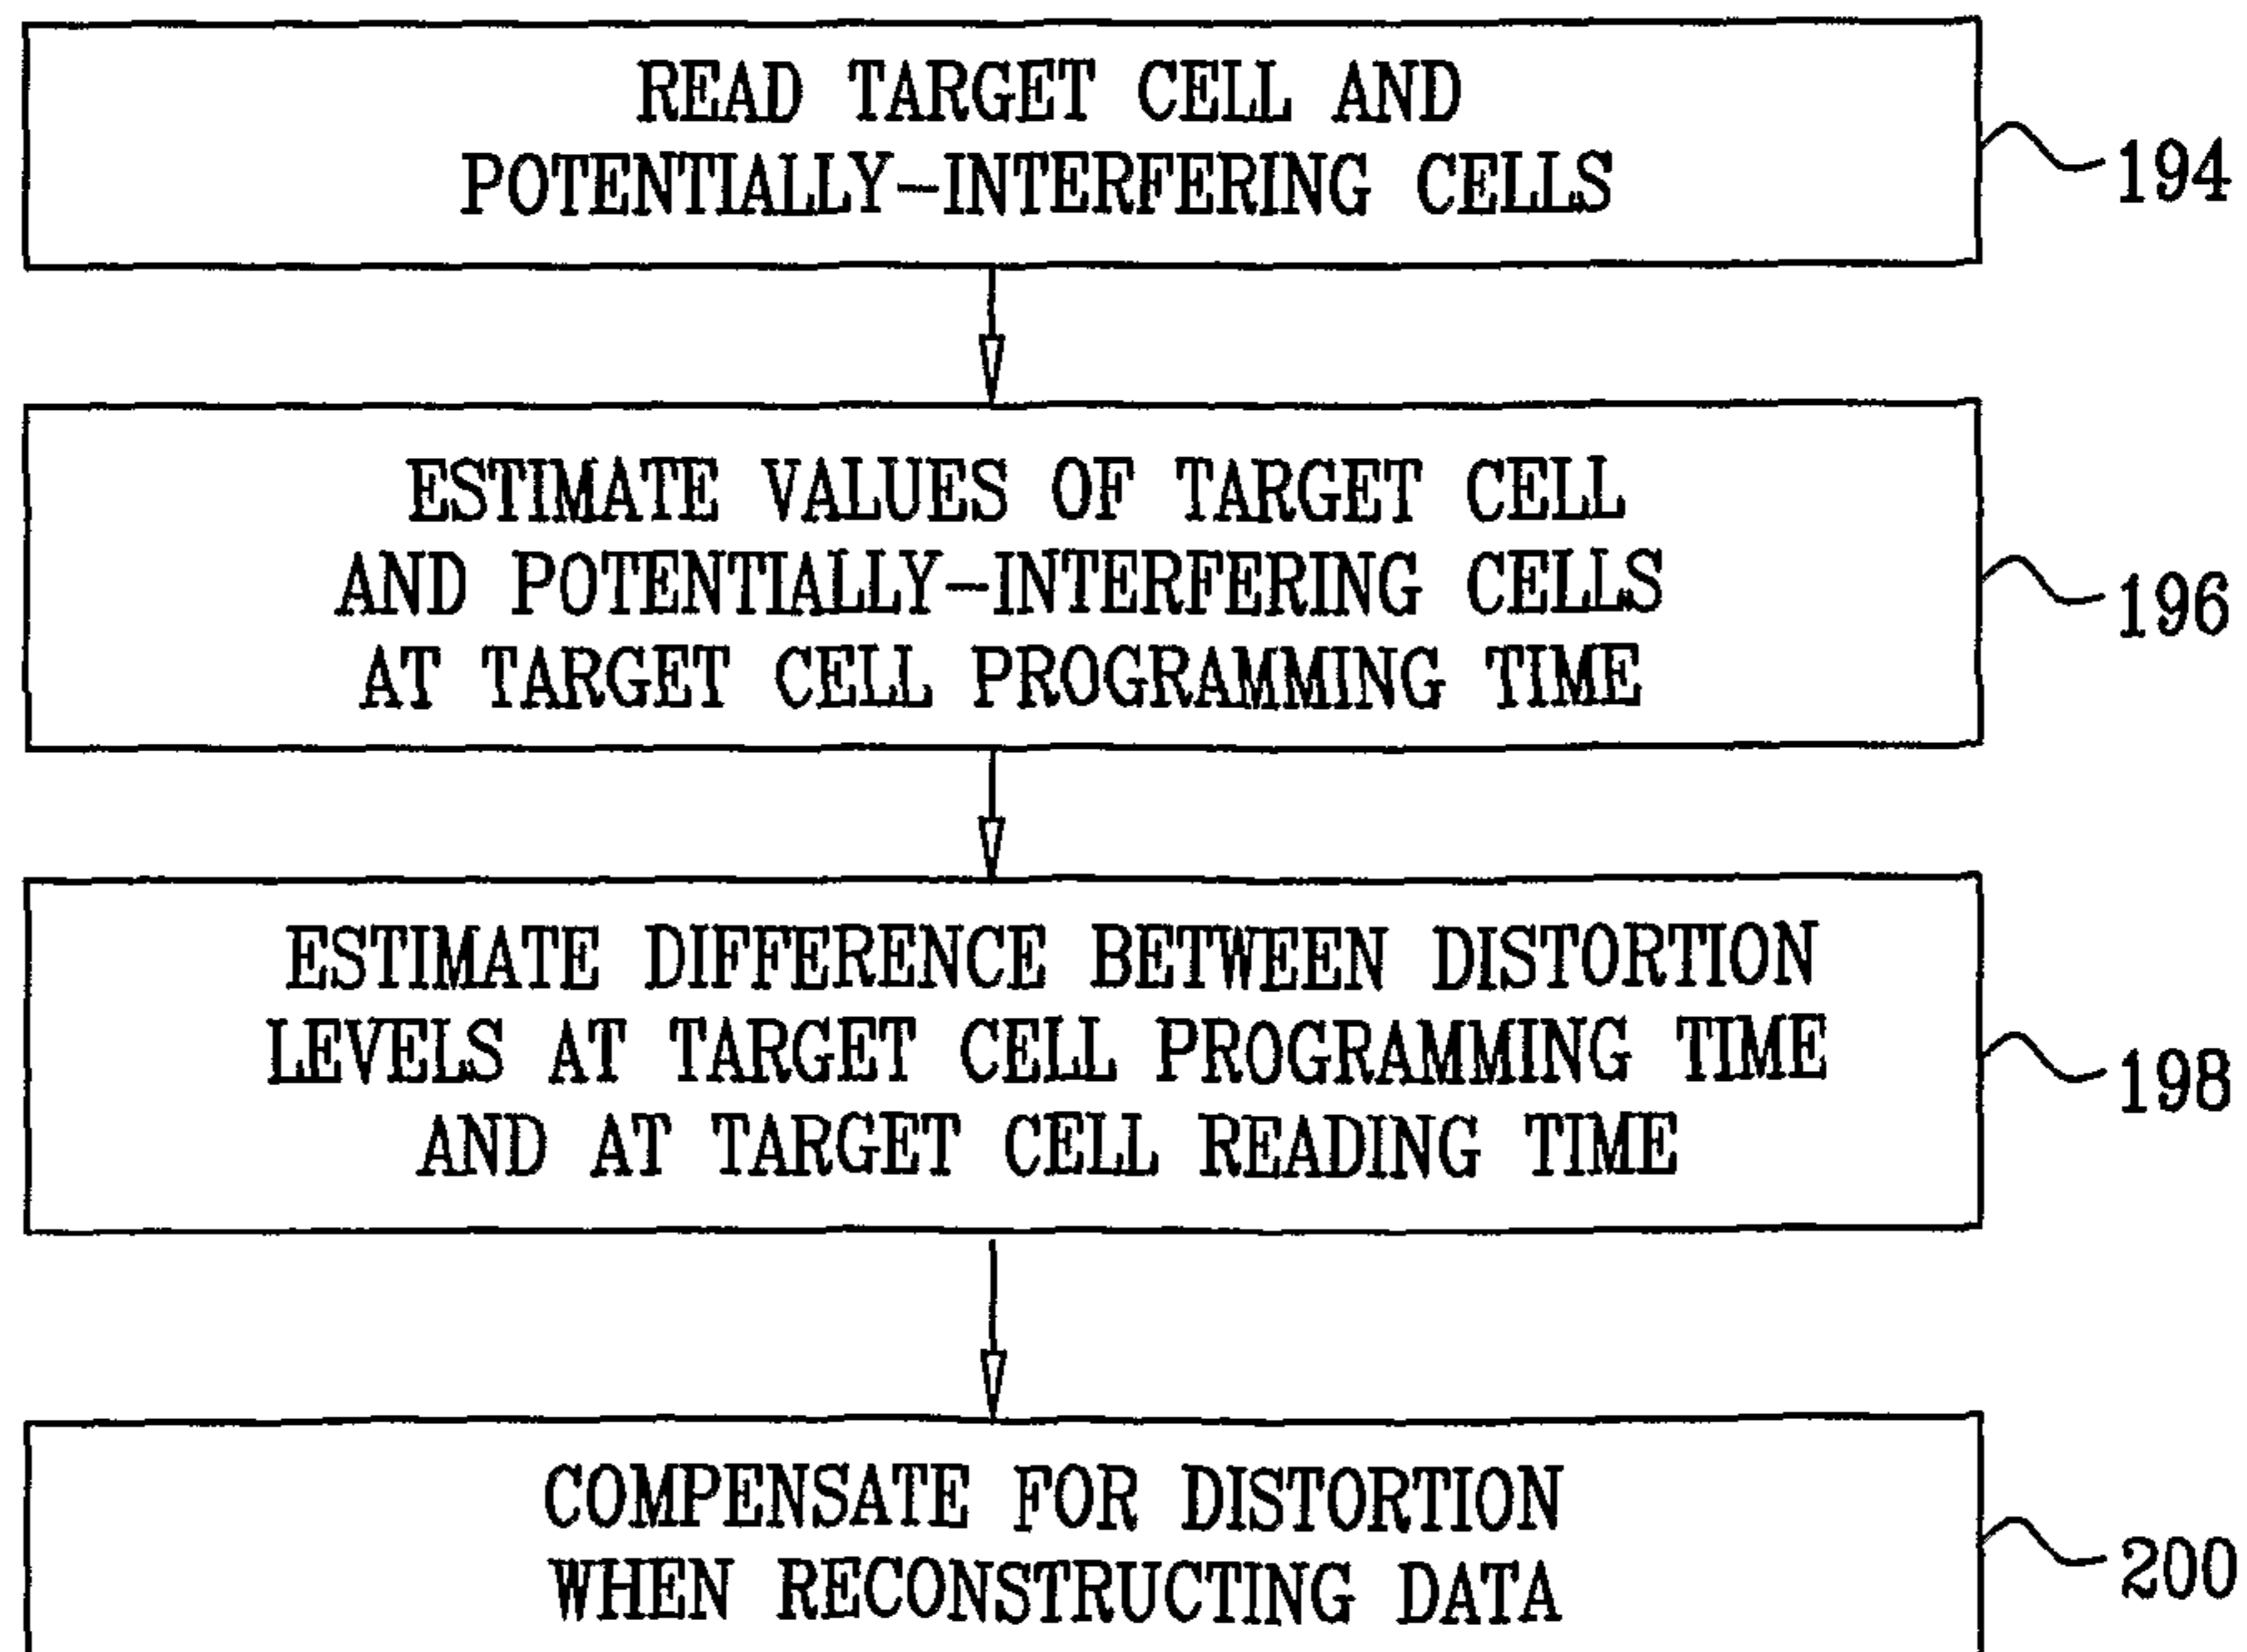 READ TARGET CELL AND
POTENTIALLY-INTERFERING CELLS
194
ESTIMATE VALUES OF TARGET CELL
AND POTENTIALLY-INTERFERING CELLS
AT TARGET CELL PROGRAMMING TIME
196
ESTIMATE DIFFERENCE BETWEEN DISTORTION
LEVELS AT TARGET CELL PROGRAMMING TIME
AND AT TARGET CELL READING TIME
198
COMPENSATE FOR DISTORTION
WHEN RECONSTRUCTING DATA
200